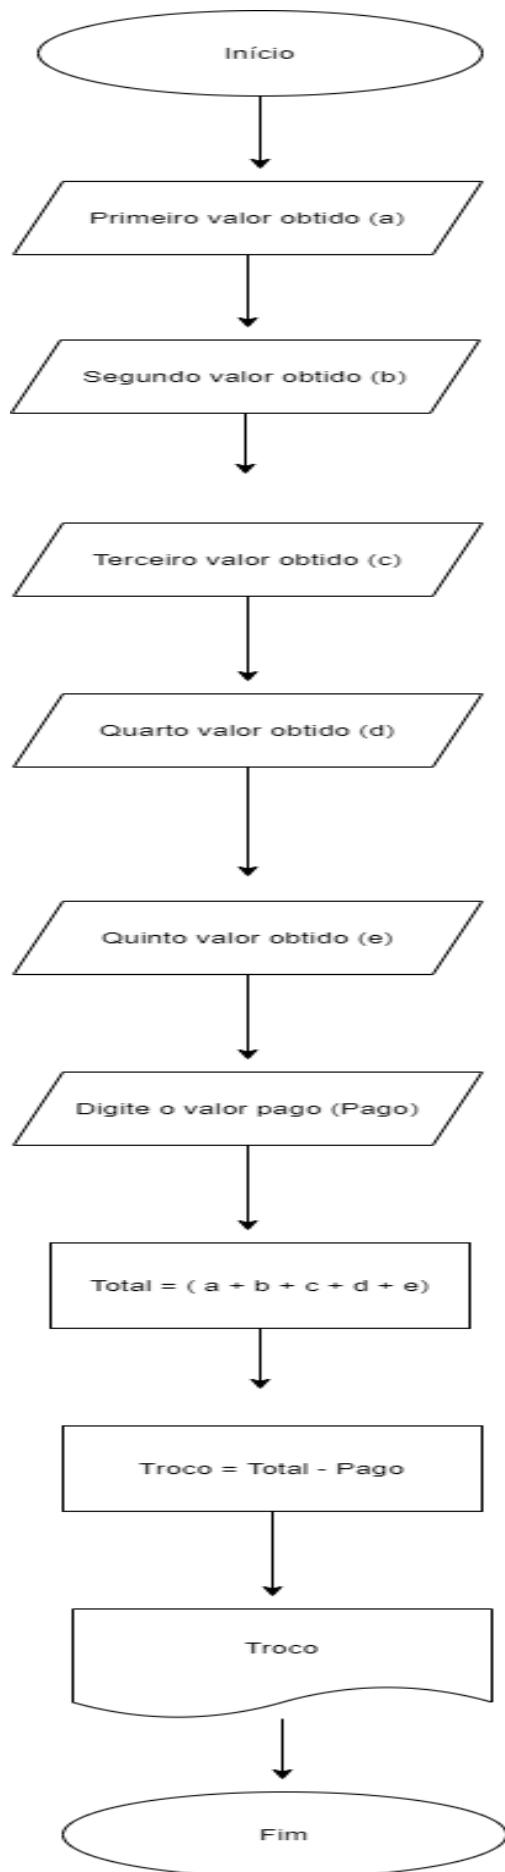 Início
Primeiro valor obtido (a)
Segundo valor obtido (b)
Terceiro valor obtido (c)
Quarto valor obtido (d)
Quinto valor obtido (e)
Digite o valor pago (Pago)
Total = ( a + b + c + d + e)
Troco = Total - Pago
Troco
Fim